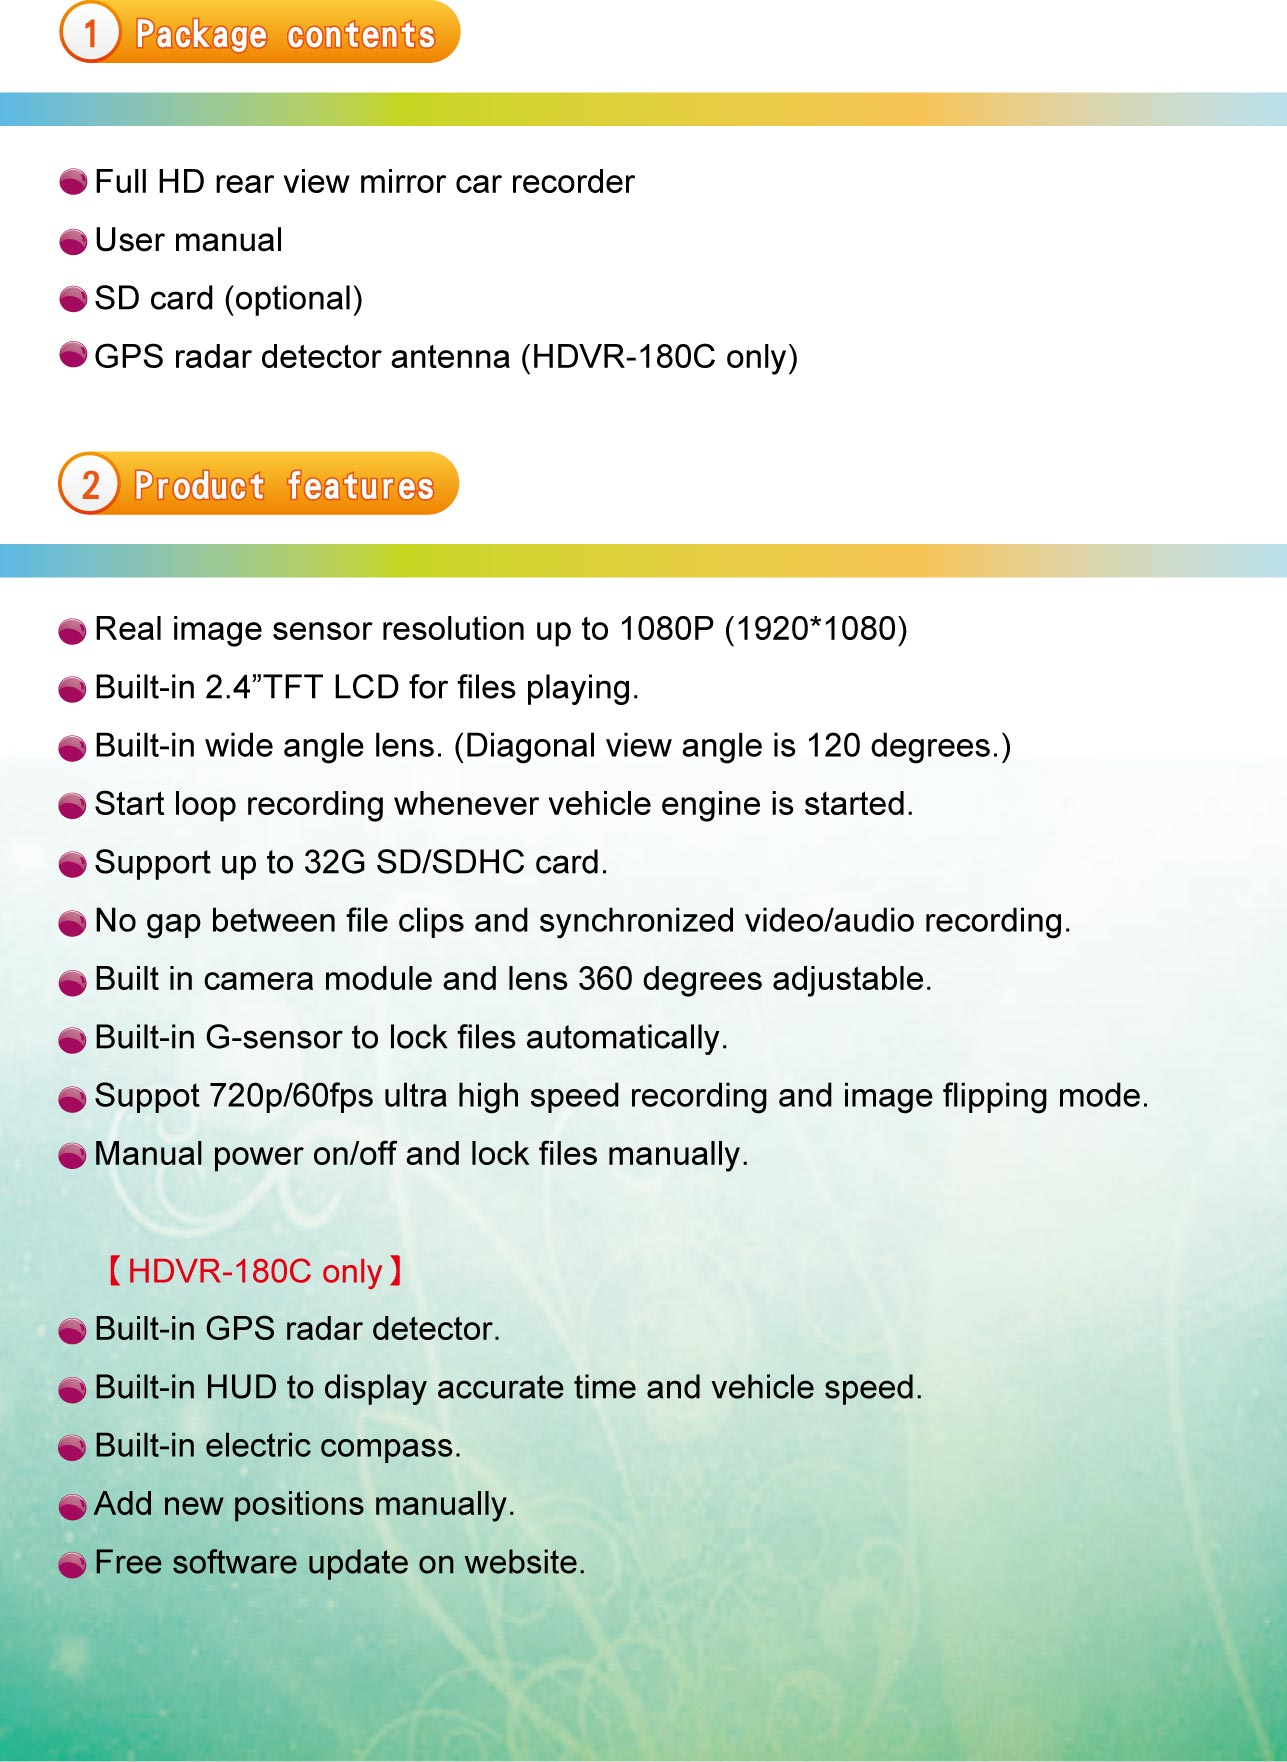 1 Package contents
Full HD rear view mirror car recorder
User manual
SD card (optional)
GPS radar detector antenna (HDVR-180C only)
2 Product features
Real image sensor resolution up to 1080P (1920*1080)
Built-in 2.4”TFT LCD for files playing.
Built-in wide angle lens. (Diagonal view angle is 120 degrees.)
Start loop recording whenever vehicle engine is started.
Support up to 32G SD/SDHC card.
No gap between file clips and synchronized video/audio recording.
Built in camera module and lens 360 degrees adjustable.
Built-in G-sensor to lock files automatically.
Suppot 720p/60fps ultra high speed recording and image flipping mode.
Manual power on/off and lock files manually.
【HDVR-180C only】
Built-in GPS radar detector.
Built-in HUD to display accurate time and vehicle speed.
Built-in electric compass.
Add new positions manually.
Free software update on website.